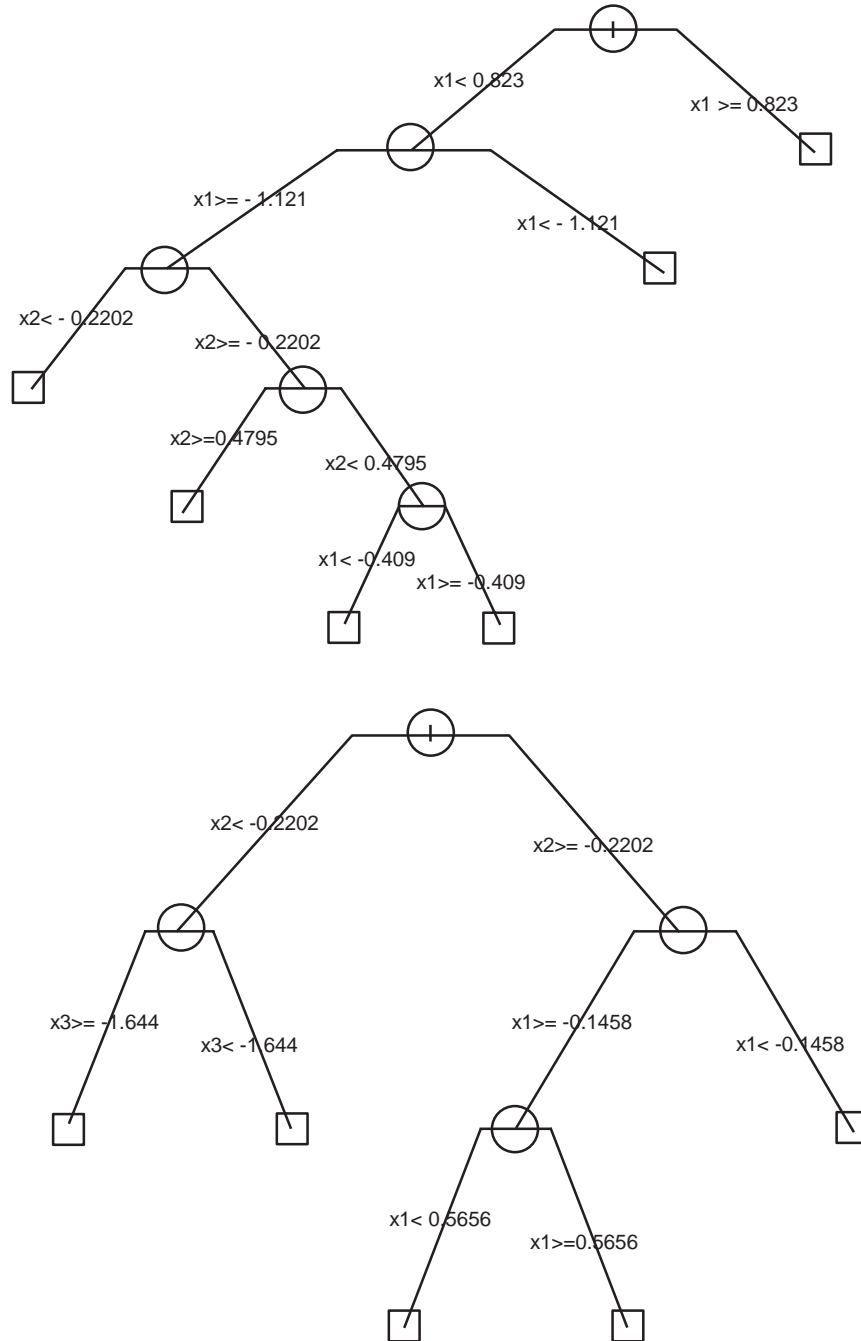 x1< 0.823
x1 >= 0.823
x1>= - 1.121
x1< - 1.121
x2< - 0.2202
x2>= - 0.2202
x2>=0.4795
x2< 0.4795
x1< -0.409
x1>= -0.409
x2< -0.2202
x2>= -0.2202
x3>= -1.644
x3< -1.644
x1>= -0.1458
x1< -0.1458
x1< 0.5656
x1>=0.5656